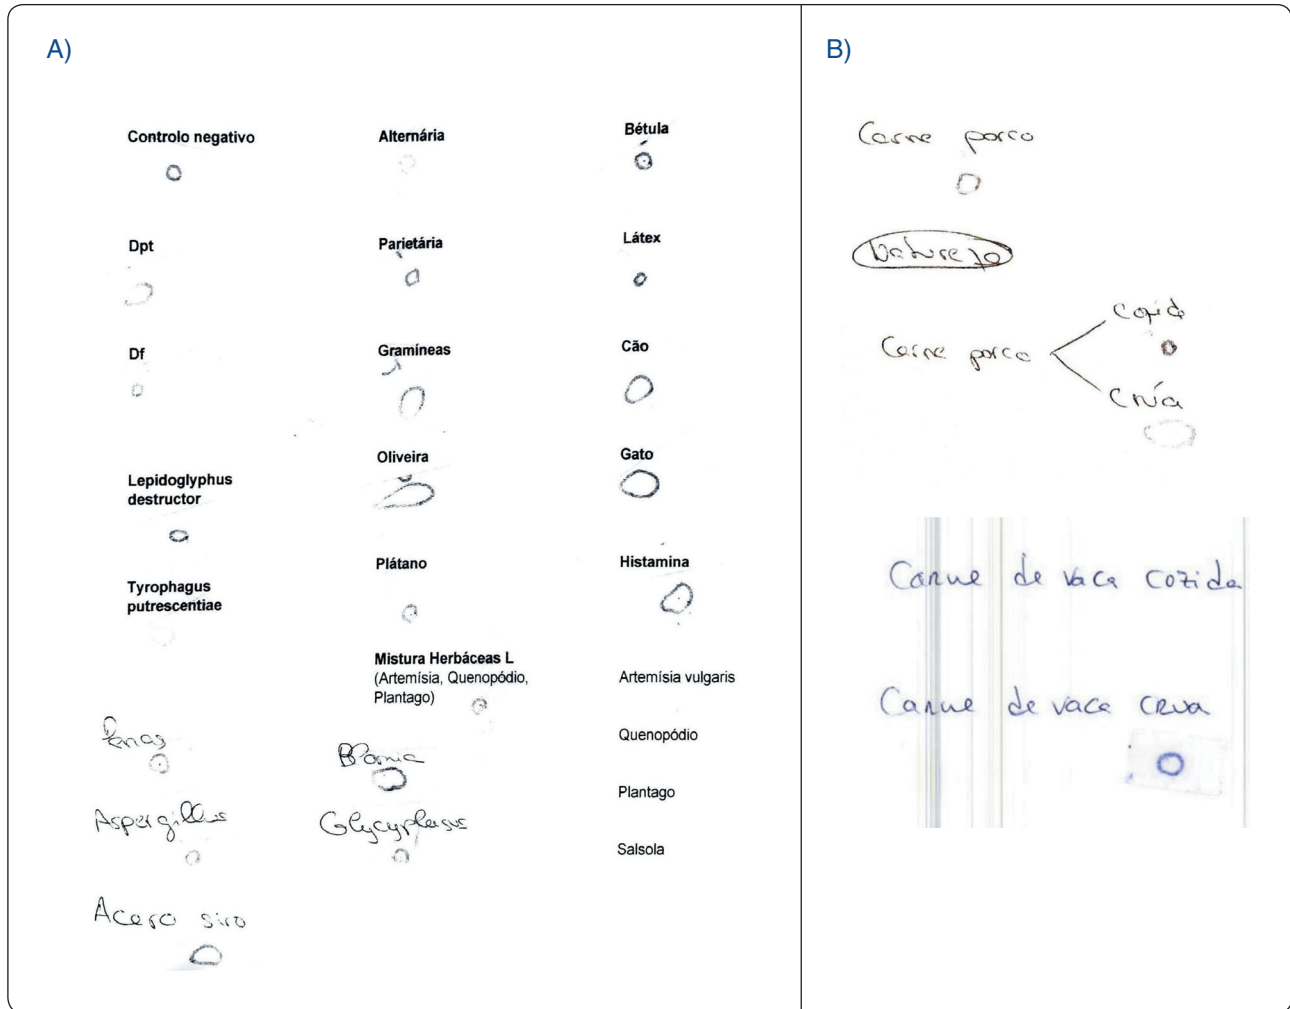 A)
Controlo negativo
Alternária
Bétula
Dpt
Parietária
Látex
Df
Gramíneas
Cão
Lepidoglyphus
destructor
Oliveira
Gato
Tyrophagus
putrescentiae
Plátano
Histamina
Mistura Herbáceas L
(Artemísia, Quenopódio,
Plantago)
Artemísia vulgaris
Quenopódio
Plantago
Salsola
Penas
Aspergillus
Acaro siro
B)
Carne porco
Natureza
Carne porco
cozida
crúa
Carne de vaca cozida
Carne de vaca crua